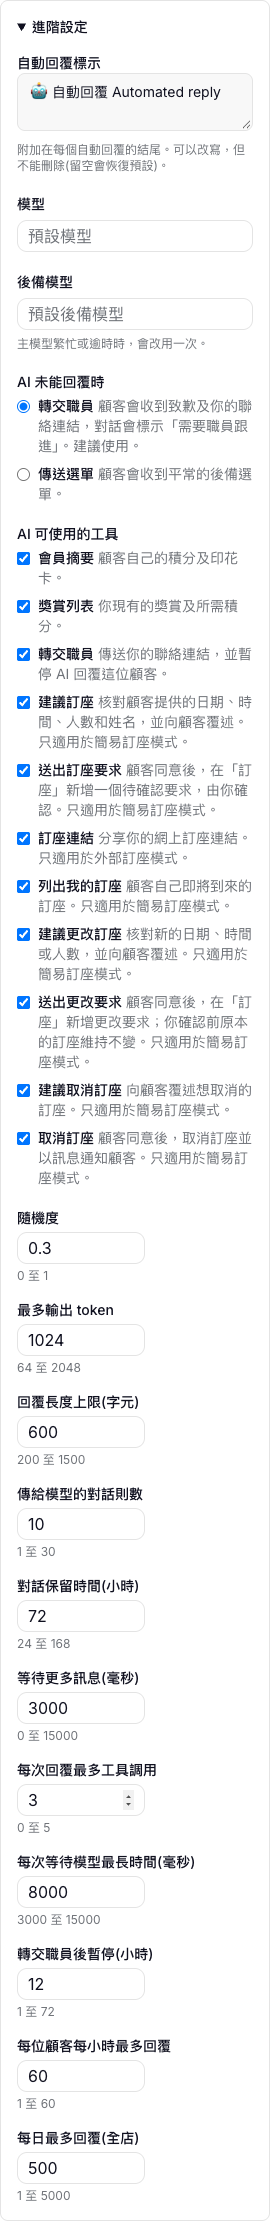 ▼ 進階設定
自動回覆標示
🤖 自動回覆 Automated reply
附加在每個自動回覆的結尾。可以改寫，但
不能刪除(留空會恢復預設)。
模型
預設模型
後備模型
預設後備模型
主模型繁忙或逾時時，會改用一次。
AI 未能回覆時
轉交職員 顧客會收到致歉及你的聯
絡連結，對話會標示「需要職員跟
進」。建議使用。
傳送選單 顧客會收到平常的後備選
單。
AI 可使用的工具
會員摘要 顧客自己的積分及印花
卡。
獎賞列表 你現有的獎賞及所需積
分。
轉交職員 傳送你的聯絡連結，並暫
停 AI 回覆這位顧客。
建議訂座 核對顧客提供的日期、時
間、人數和姓名，並向顧客覆述。
只適用於簡易訂座模式。
送出訂座要求 顧客同意後，在「訂
座」新增一個待確認要求，由你確
認。只適用於簡易訂座模式。
訂座連結 分享你的網上訂座連結。
只適用於外部訂座模式。
列出我的訂座 顧客自己即將到來的
訂座。只適用於簡易訂座模式。
建議更改訂座 核對新的日期、時間
或人數，並向顧客覆述。只適用於
簡易訂座模式。
送出更改要求 顧客同意後，在「訂
座」新增更改要求；你確認前原本
的訂座維持不變。只適用於簡易訂
座模式。
建議取消訂座 向顧客覆述想取消的
訂座。只適用於簡易訂座模式。
取消訂座 顧客同意後，取消訂座並
以訊息通知顧客。只適用於簡易訂
座模式。
隨機度
0.3
0 至 1
最多輸出 token
1024
64 至 2048
回覆長度上限(字元)
600
200 至 1500
傳給模型的對話則數
10
1 至 30
對話保留時間(小時)
72
24 至 168
等待更多訊息(毫秒)
3000
0 至 15000
每次回覆最多工具調用
3
0 至 5
每次等待模型最長時間(毫秒)
8000
3000 至 15000
轉交職員後暫停(小時)
12
1 至 72
每位顧客每小時最多回覆
60
1 至 60
每日最多回覆(全店)
500
1 至 5000